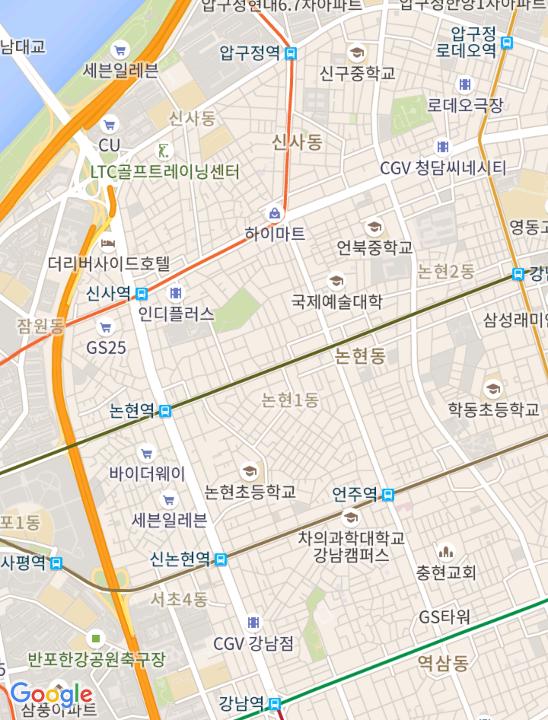 압구정현대6.7차아파트
압구정한양1차아파트
남대교
압구정역
압구정
로데오역
세븐일레븐
신구중학교
로데오극장
신사동
CU
신사동
LTC골프트레이닝센터
CGV 청담씨네시티
하이마트
언북중학교
영동고
더리버사이드호텔
논현2동
강남
신사역
국제예술대학
인디플러스
삼성래미안
잠원동
GS25
논현동
논현1동
논현역
학동초등학교
바이더웨이
논현초등학교
언주역
세븐일레븐
포1동
차의과학대학교
강남캠퍼스
사평역
신논현역
충현교회
서초4동
GS타워
CGV 강남점
반포한강공원축구장
역삼동
Google
삼풍아파트
강남역